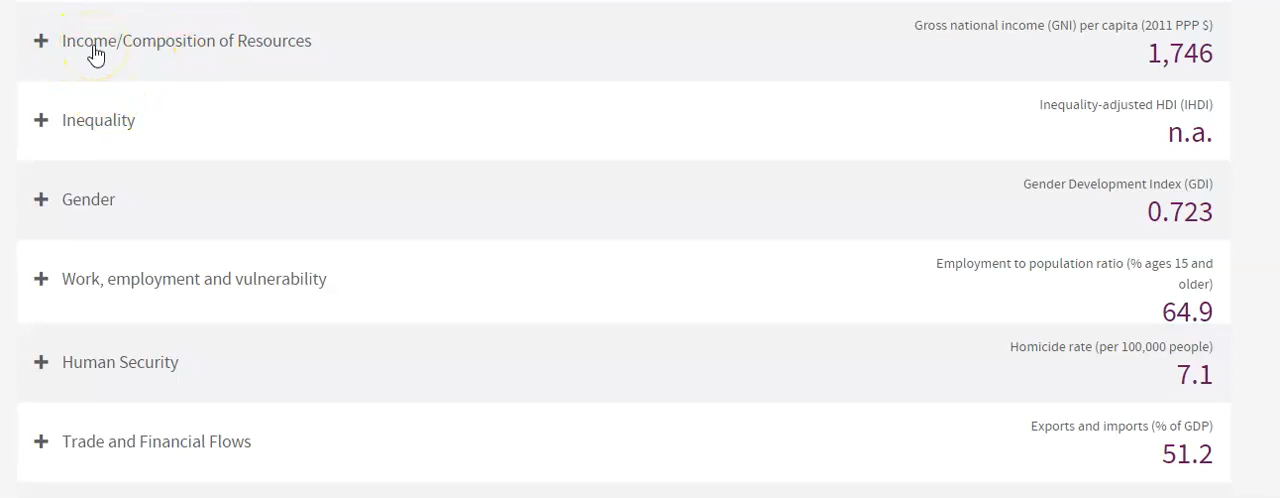 Income/Composition of Resources
Gross national income (GNI) per capita (2011 PPP $)
1,746
Inequality
Inequality-adjusted HDI (IHDI)
n.a.
Gender
Gender Development Index (GDI)
0.723
Work, employment and vulnerability
Employment to population ratio (% ages 15 and
older)
64.9
Human Security
Homicide rate (per 100,000 people)
7.1
Trade and Financial Flows
Exports and imports (% of GDP)
51.2